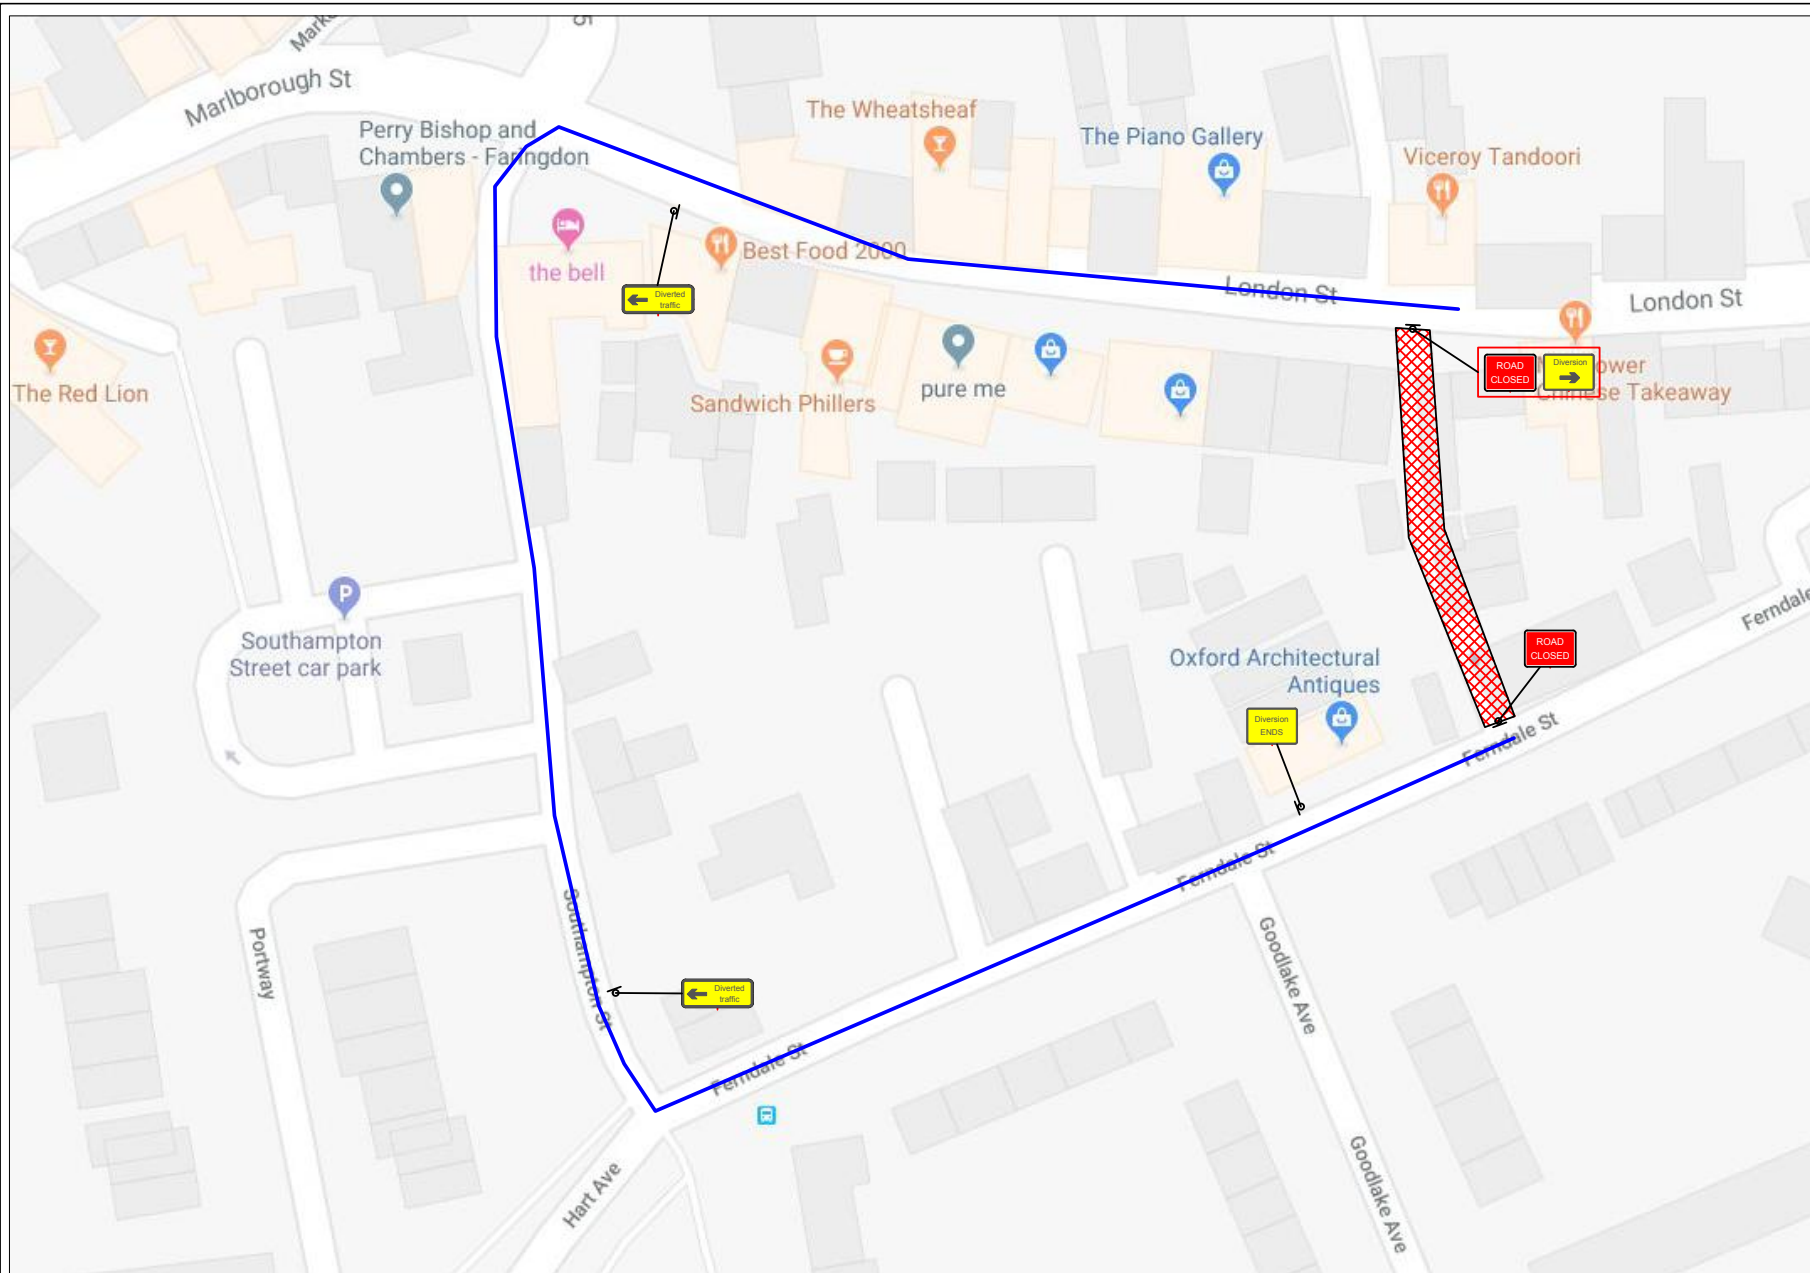 Marlborough St
Perry Bishop and
Chambers - Faringdon
The Wheatsheaf
The Piano Gallery
Viceroy Tandoori
the bell
Best Food 2000
Diverted
traffic
London St
London St
The Red Lion
Sandwich Phillers
pure me
ROAD
CLOSED
Diversion
Chinese Takeaway
P
Southampton
Street car park
Oxford Architectural
Antiques
ROAD
CLOSED
Diversion
ENDS
Ferndale
Ferndale St
Ferndale St
Southampton St
Portway
Diverted
traffic
Ferndale St
Goodlake Ave
Goodlake Ave
Hart Ave